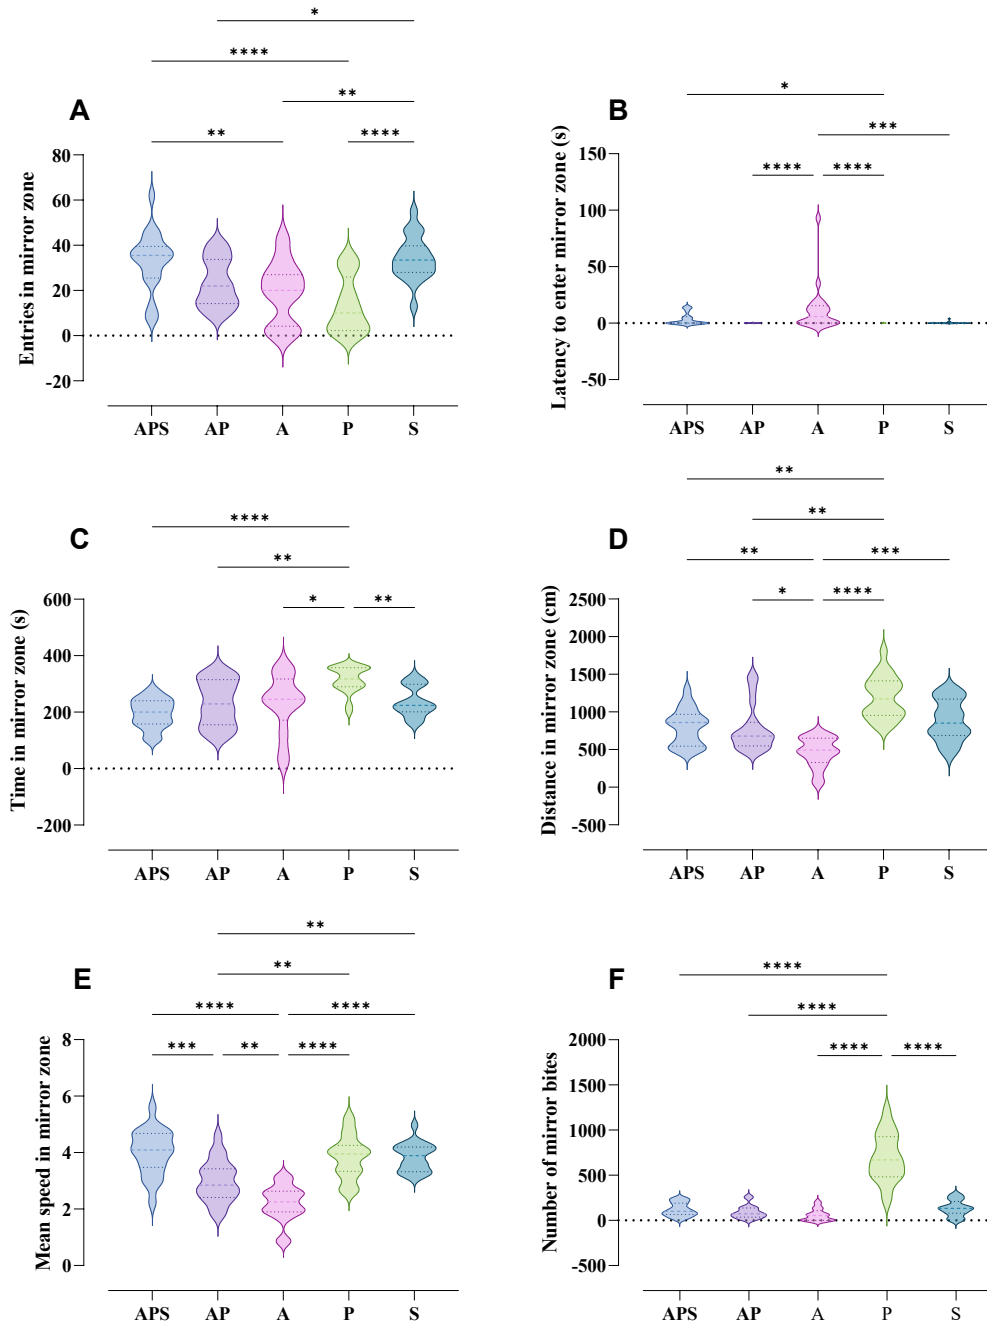 *
****
**
**
****
A
Entries in mirror zone
80
60
40
20
0
-20
APS AP A P S
*
***
**** ****
B
Latency to enter mirror zone (s)
150
100
50
0
-50
APS AP A P S
****
**
* **
C
Time in mirror zone (s)
600
400
200
0
-200
APS AP A P S
**
**
** ***
* ****
D
Distance in mirror zone (cm)
2500
2000
1500
1000
500
0
-500
APS AP A P S
**
**
**** ****
*** ** ****
E
Mean speed in mirror zone
8
6
4
2
0
APS AP A P S
****
****
**** ****
F
Number of mirror bites
2000
1500
1000
500
0
-500
APS AP A P S